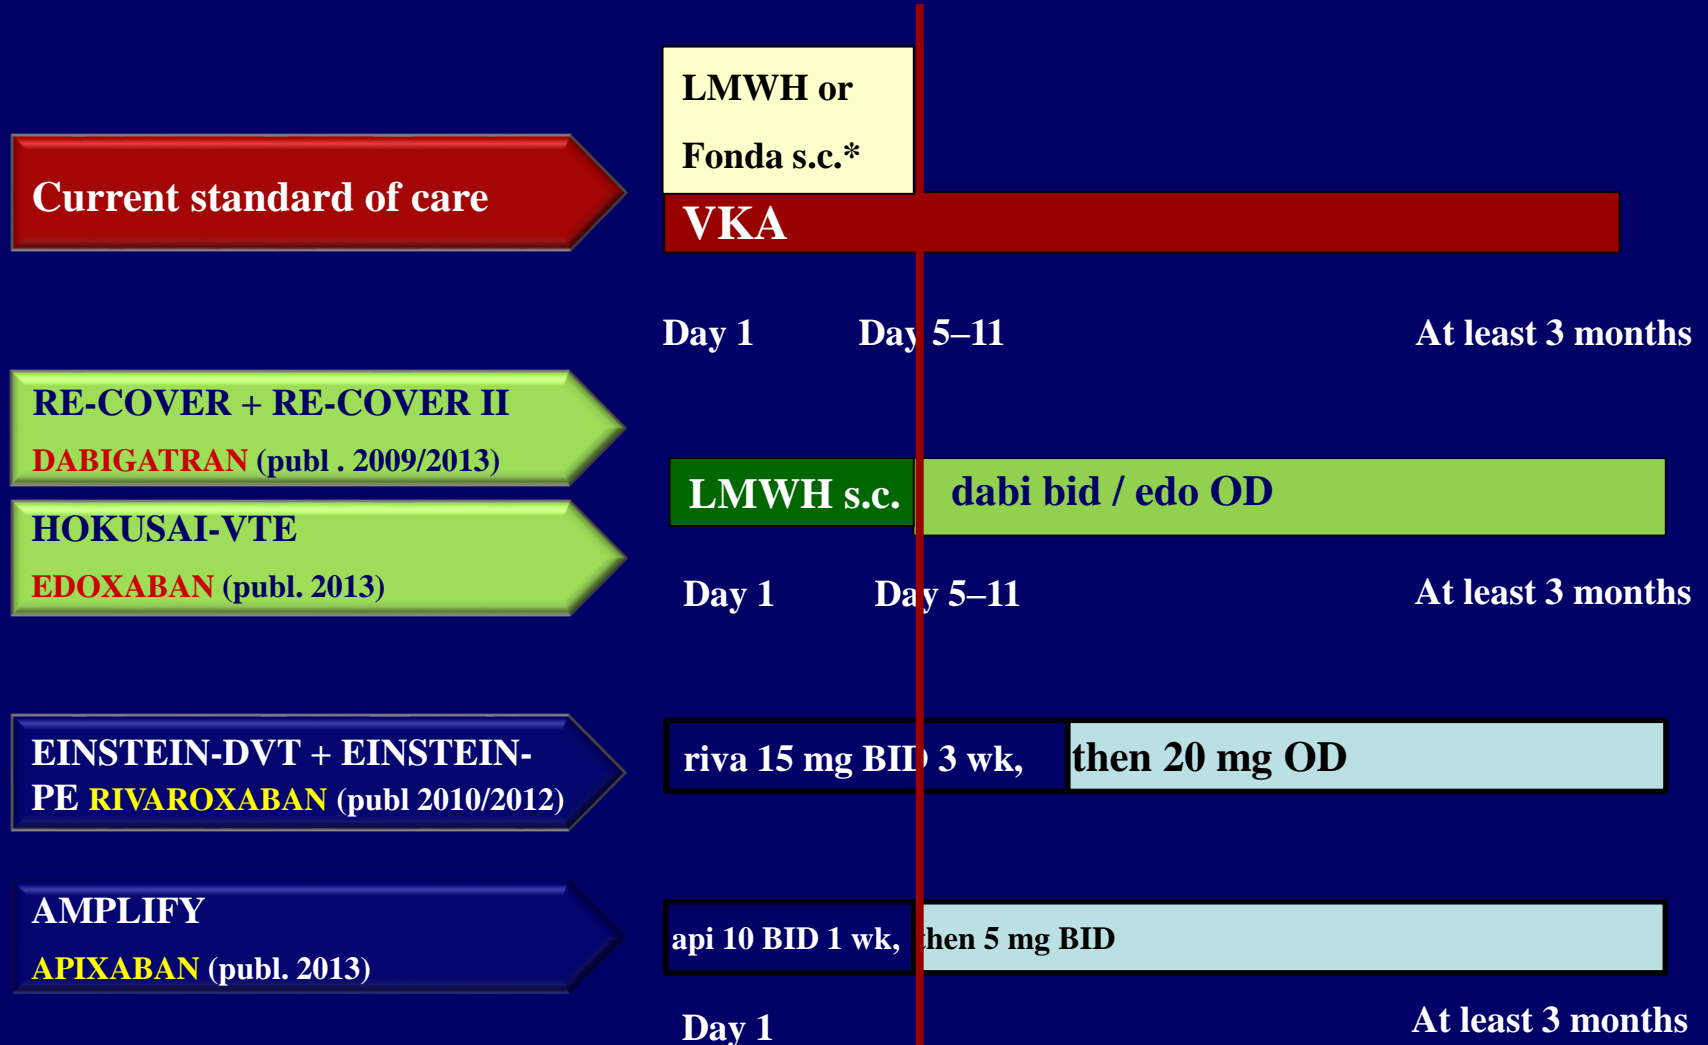 LMWH or
Fonda s.c.*
Current standard of care
VKA
Day 1 Day 5–11 At least 3 months
RE-COVER + RE-COVER II
DABIGATRAN (publ . 2009/2013)
LMWH s.c. dabi bid / edo OD
HOKUSAI-VTE
EDOXABAN (publ. 2013)
Day 1 Day 5–11 At least 3 months
EINSTEIN-DVT + EINSTEIN-
PE RIVAROXABAN (publ 2010/2012)
riva 15 mg BID 3 wk, then 20 mg OD
AMPLIFY
APIXABAN (publ. 2013)
api 10 BID 1 wk, then 5 mg BID
Day 1 At least 3 months